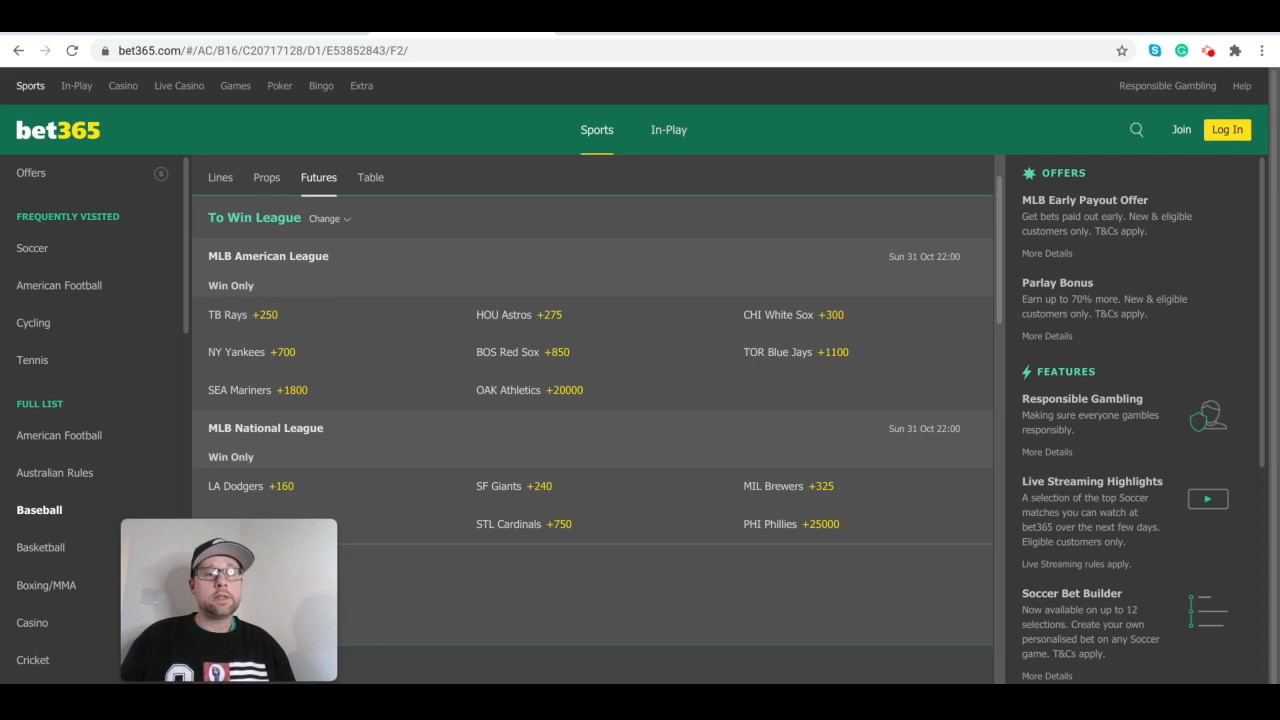 bet365.com/#/AC/B16/C20717128/D1/E53852843/F2/
Sports In-Play Casino Live Casino Games Poker Bingo Extra Responsible Gambling Help
bet365 Sports In-Play Join Log In
Offers 5
FREQUENTLY VISITED
Soccer
American Football
Cycling
Tennis
FULL LIST
American Football
Australian Rules
Baseball
Basketball
Boxing/MMA
Casino
Cricket
Lines Props Futures Table
To Win League Change
MLB American League Sun 31 Oct 22:00
Win Only
TB Rays +250 HOU Astros +275 CHI White Sox +300
NY Yankees +700 BOS Red Sox +850 TOR Blue Jays +1100
SEA Mariners +1800 OAK Athletics +20000
MLB National League Sun 31 Oct 22:00
Win Only
LA Dodgers +160 SF Giants +240 MIL Brewers +325
STL Cardinals +750 PHI Phillies +25000
OFFERS
MLB Early Payout Offer
Get bets paid out early. New & eligible
customers only. T&Cs apply.
More Details
Parlay Bonus
Earn up to 70% more. New & eligible
customers only. T&Cs apply.
More Details
FEATURES
Responsible Gambling
Making sure everyone gambles
responsibly.
More Details
Live Streaming Highlights
A selection of the top Soccer
matches you can watch at
bet365 over the next few days.
Eligible customers only.
Live Streaming rules apply.
Soccer Bet Builder
Now available on up to 12
selections. Create your own
personalised bet on any Soccer
game. T&Cs apply.
More Details